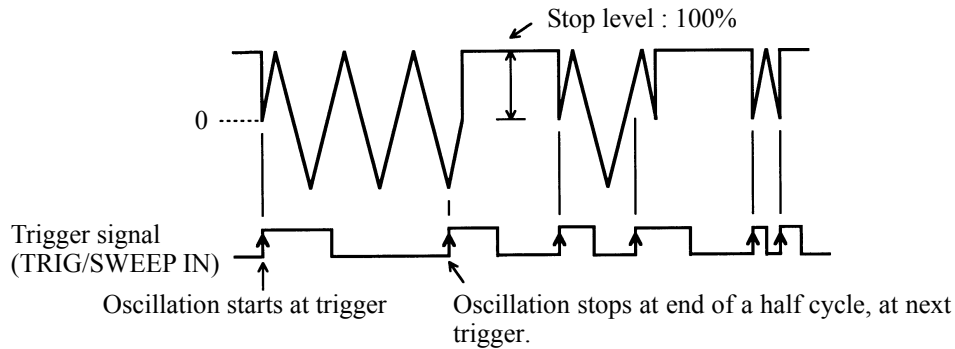 Stop level : 100%
0
Trigger signal
(TRIG/SWEEP IN)
Oscillation starts at trigger
Oscillation stops at end of a half cycle, at next
trigger.